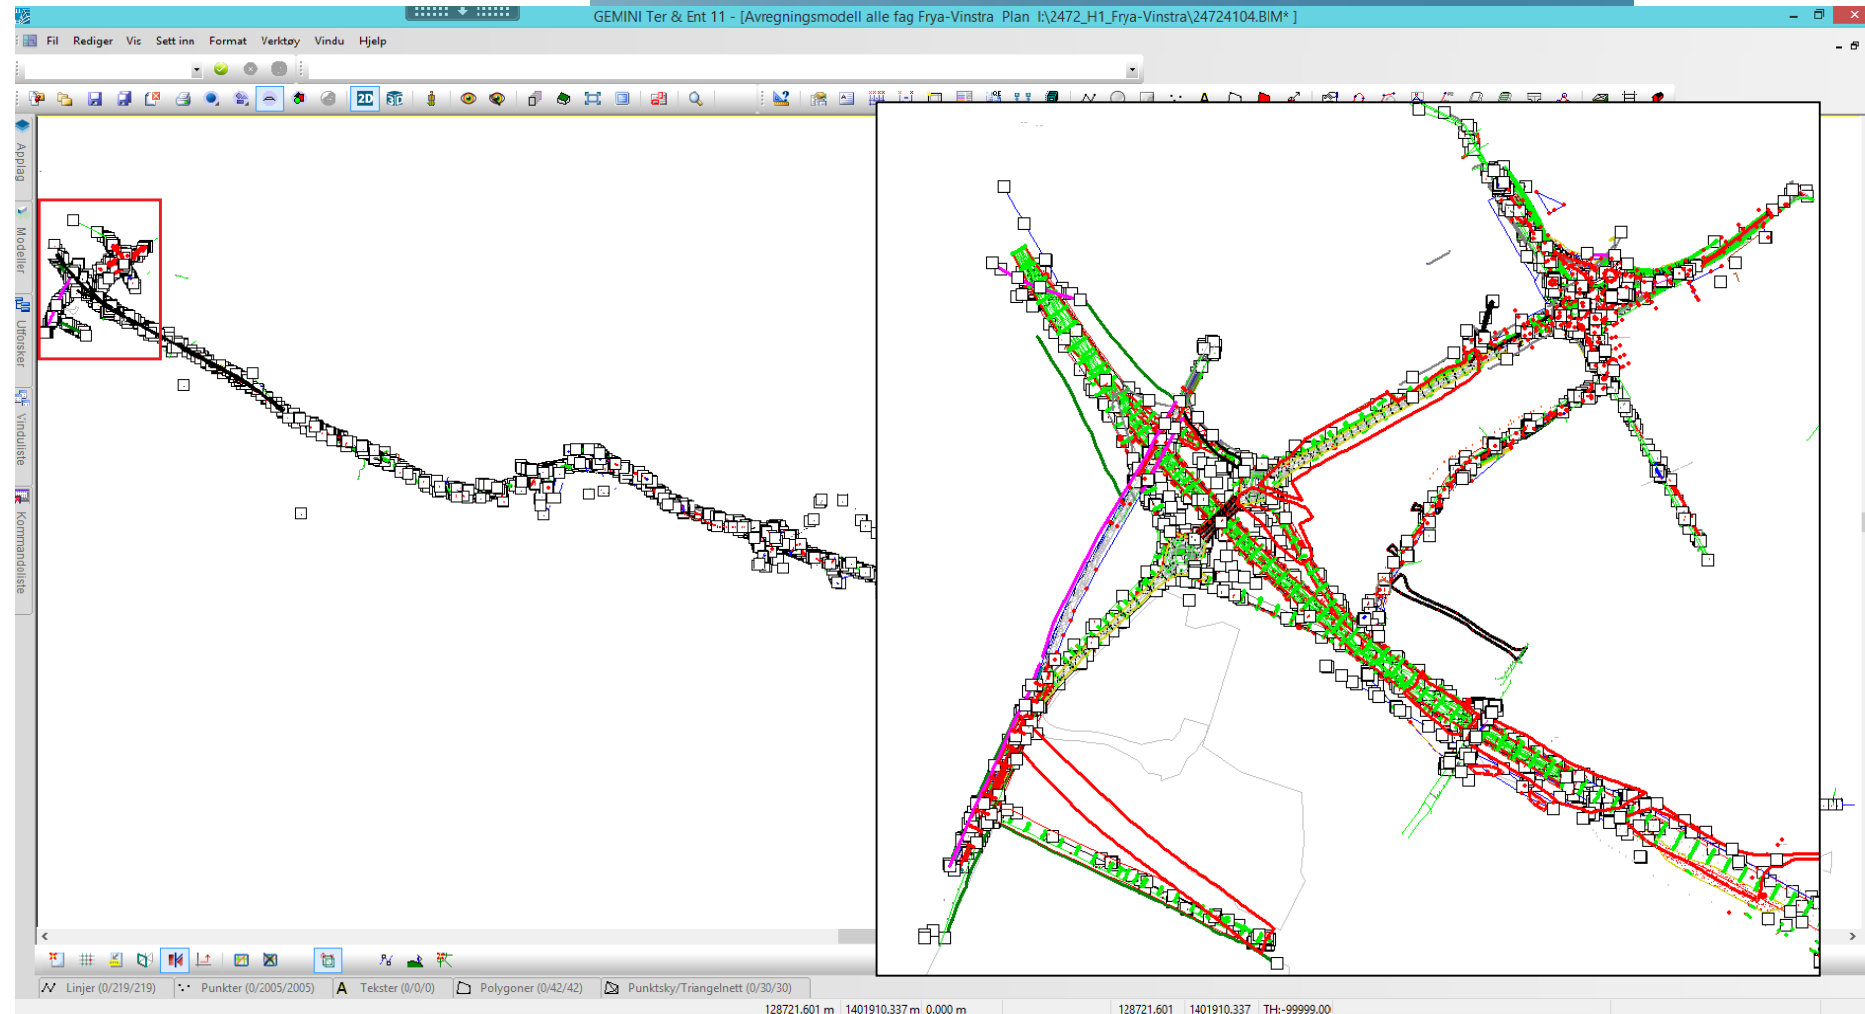 GEMINI Ter & Ent 11 - [Avregningsmodell alle fag Frya-Vinstra Plan I:\2472_H1_Frya-Vinstra\24724104.BIM* ]
Fil Rediger Vis Sett inn Format Verktøy Vindu Hjelp
2D 3D
Applag
Modeller
Utforsker
Vinduliste
Kommandoliste
Linjer (0/219/219) Punkter (0/2005/2005) A Tekster (0/0/0) Polygoner (0/42/42) Punktsky/Triangelnett (0/30/30)
128721.601 m 1401910.337 m 0.000 m 128721.601 1401910.337 TH:-99999.00